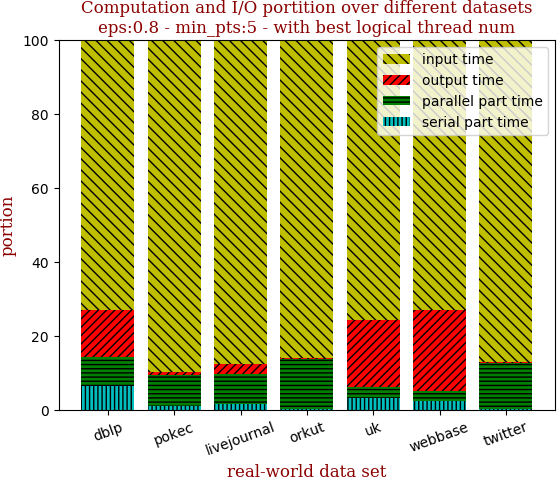 Computation and I/O portition over different datasets
eps:0.8 - min_pts:5 - with best logical thread num
100
80
60
40
20
0
portion
input time
output time
parallel part time
serial part time
dblp
pokec
livejournal
orkut
uk
webbase
twitter
real-world data set